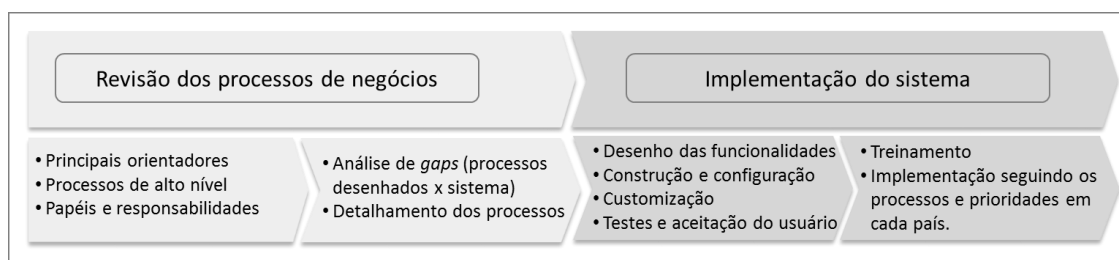 Revisão dos processos de negócios
Implementação do sistema
• Principais orientadores
• Processos de alto nível
• Papéis e responsabilidades
• Análise de gaps (processos
desenhados x sistema)
• Detalhamento dos processos
• Desenho das funcionalidades
• Construção e configuração
• Customização
• Testes e aceitação do usuário
• Treinamento
• Implementação seguindo os
processos e prioridades em
cada país.